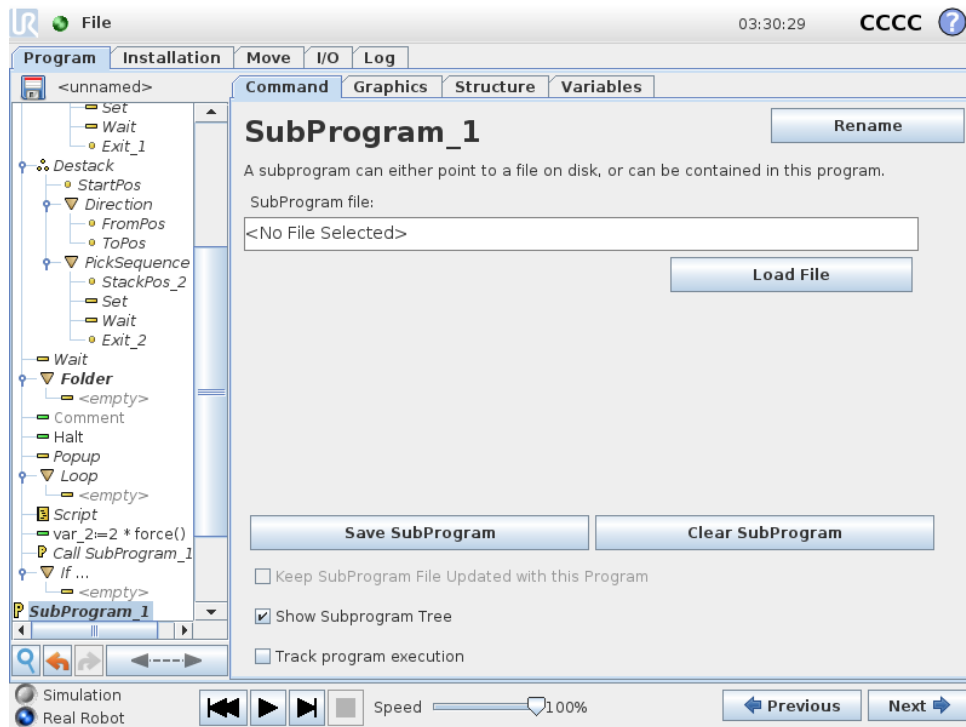 UR File 03:30:29 CCCC ?
Program Installation Move I/O Log
<unnamed>
Command Graphics Structure Variables
Set
Wait
Exit_1
Destack
StartPos
Direction
FromPos
ToPos
PickSequence
StackPos_2
Set
Wait
Exit_2
Wait
Folder
<empty>
Comment
Halt
Popup
Loop
<empty>
Script
var_2:=2 * force()
Call SubProgram_1
If ...
<empty>
SubProgram_1
SubProgram_1
Rename
A subprogram can either point to a file on disk, or can be contained in this program.
SubProgram file:
<No File Selected>
Load File
Save SubProgram Clear SubProgram
Keep SubProgram File Updated with this Program
Show Subprogram Tree
Track program execution
Simulation
Real Robot
Speed 100%
Previous Next